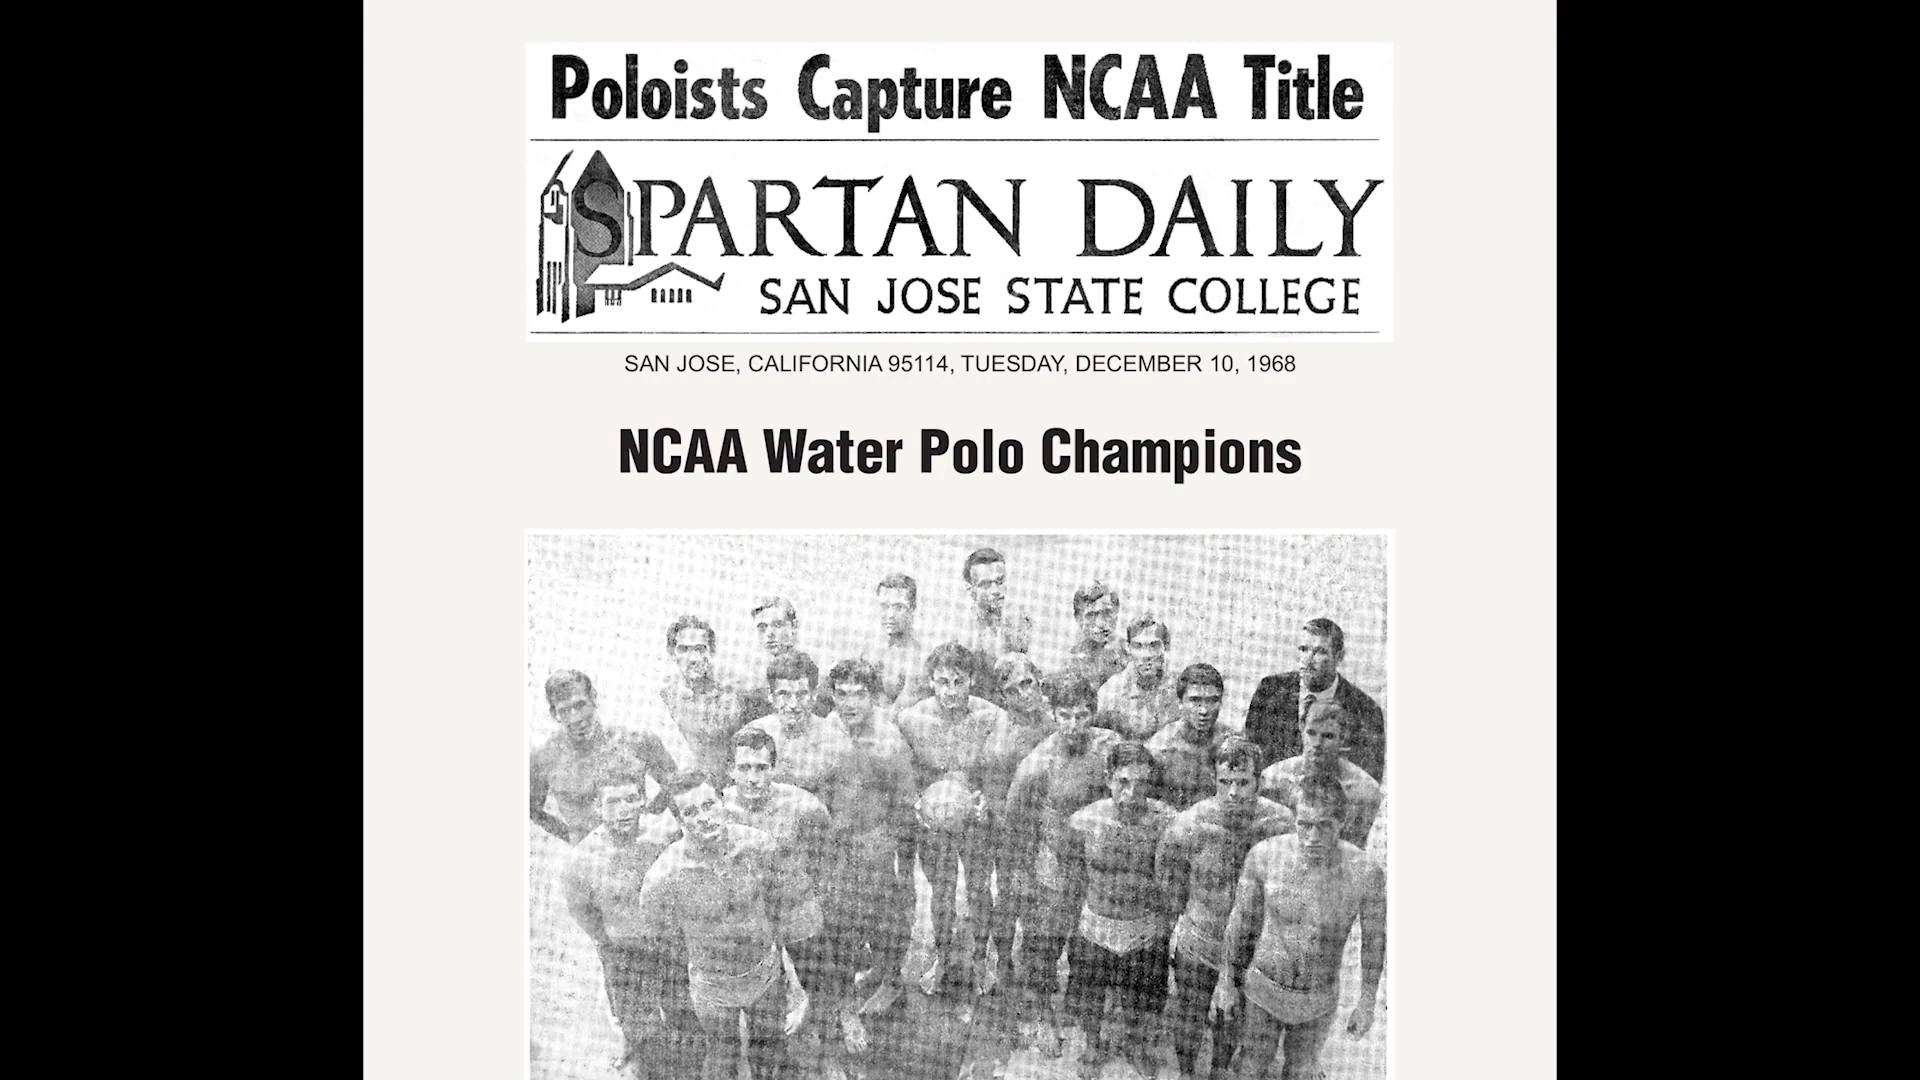 Poloists Capture NCAA Title
SPARTAN DAILY
SAN JOSE STATE COLLEGE
SAN JOSE, CALIFORNIA 95114, TUESDAY, DECEMBER 10, 1968
NCAA Water Polo Champions